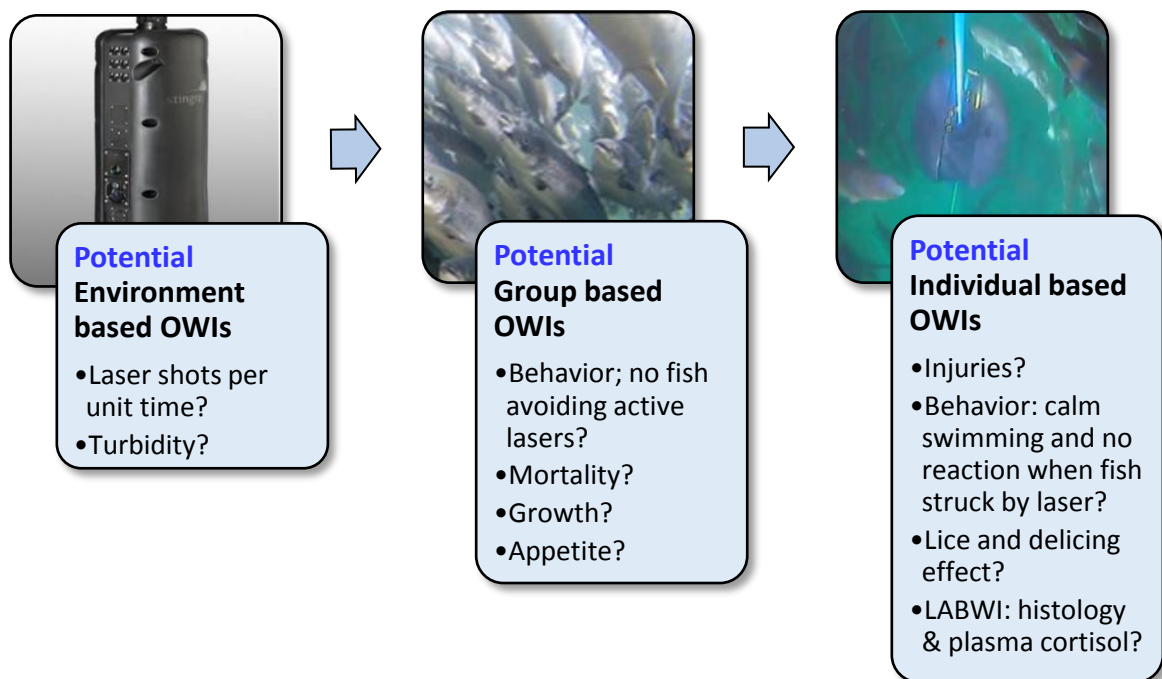 stingr
Potential
Environment
based OWIs
•Laser shots per
unit time?
•Turbidity?
Potential
Group based
OWIs
•Behavior; no fish
avoiding active
lasers?
•Mortality?
•Growth?
•Appetite?
Potential
Individual based
OWIs
•Injuries?
•Behavior: calm
swimming and no
reaction when fish
struck by laser?
•Lice and delicing
effect?
•LABWI: histology
& plasma cortisol?